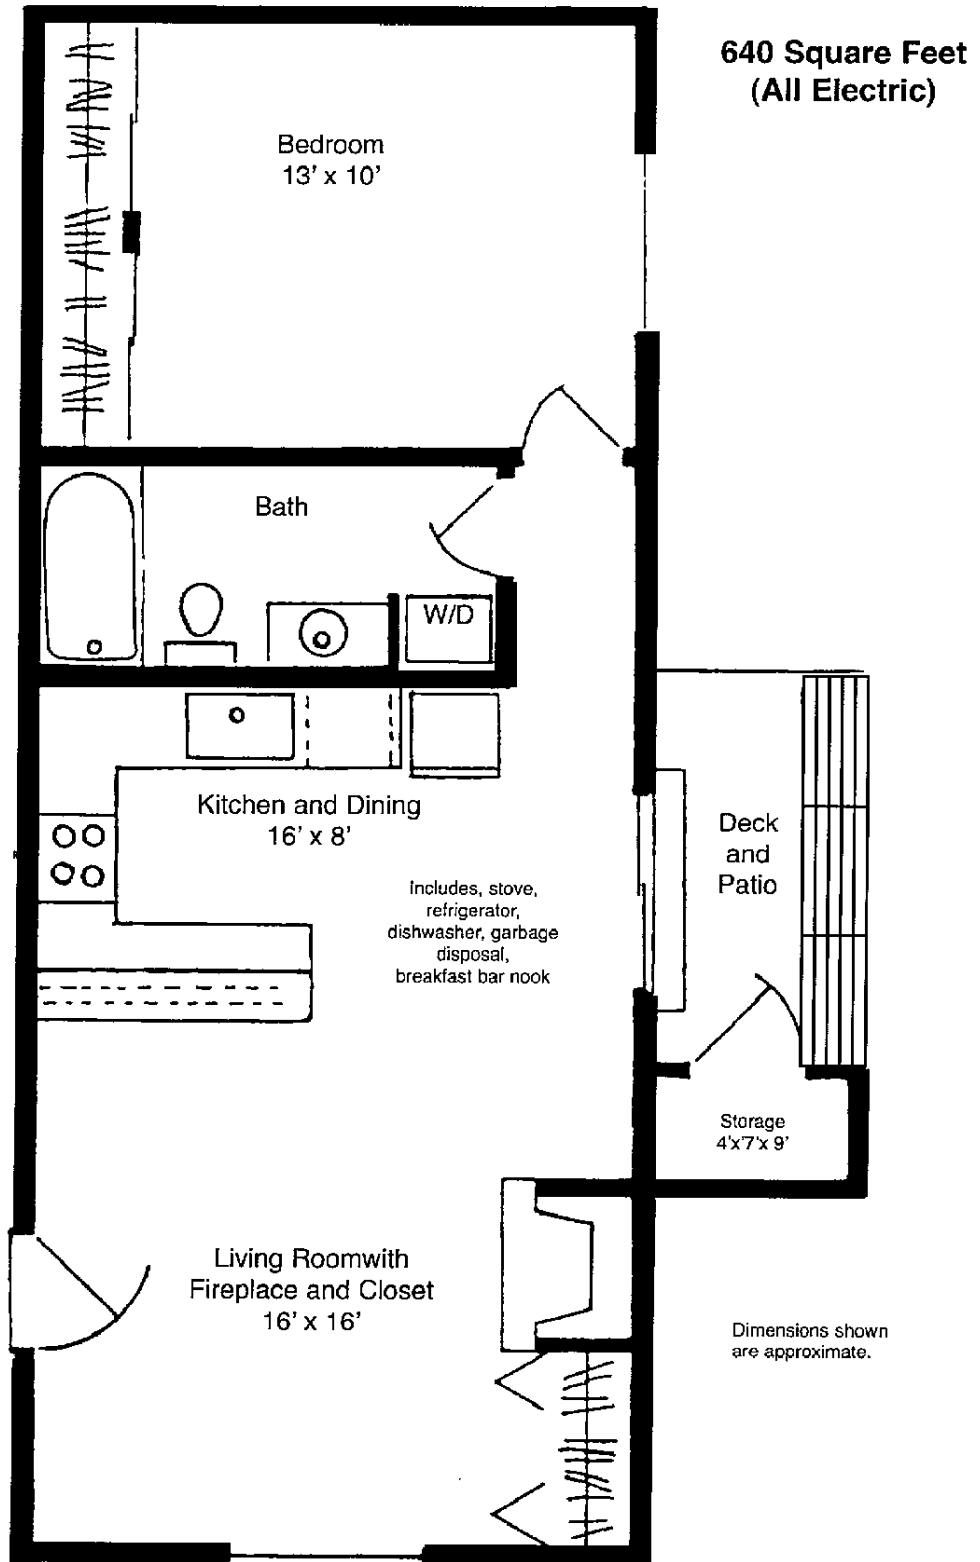 640 Square Feet
(All Electric)
Bedroom
13' x 10'
Bath
W/D
Kitchen and Dining
16' x 8'
Includes, stove,
refrigerator,
dishwasher, garbage
disposal,
breakfast bar nook
Deck
and
Patio
Storage
4'x7'x 9'
Living Roomwith
Fireplace and Closet
16' x 16'
Dimensions shown
are approximate.